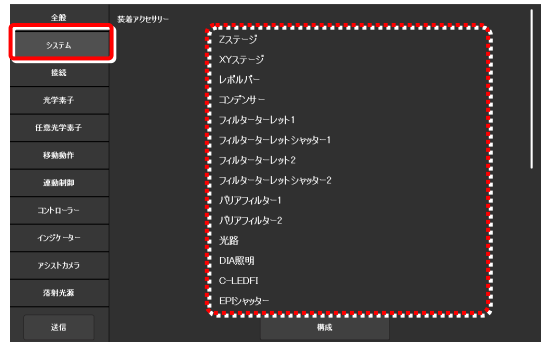 全般
システム
接続
光学素子
任意光学素子
移動動作
連動制御
コントローラー
インジケーター
アシストカメラ
落射光源
送信
装着アクセサリー
Zステージ
XYステージ
レボルバー
コンデンサー
フィルターターレット1
フィルターターレットシャッター1
フィルターターレット2
フィルターターレットシャッター2
バリアフィルター1
バリアフィルター2
光路
DIA照明
C-LEDFI
EPIシャッター
構成